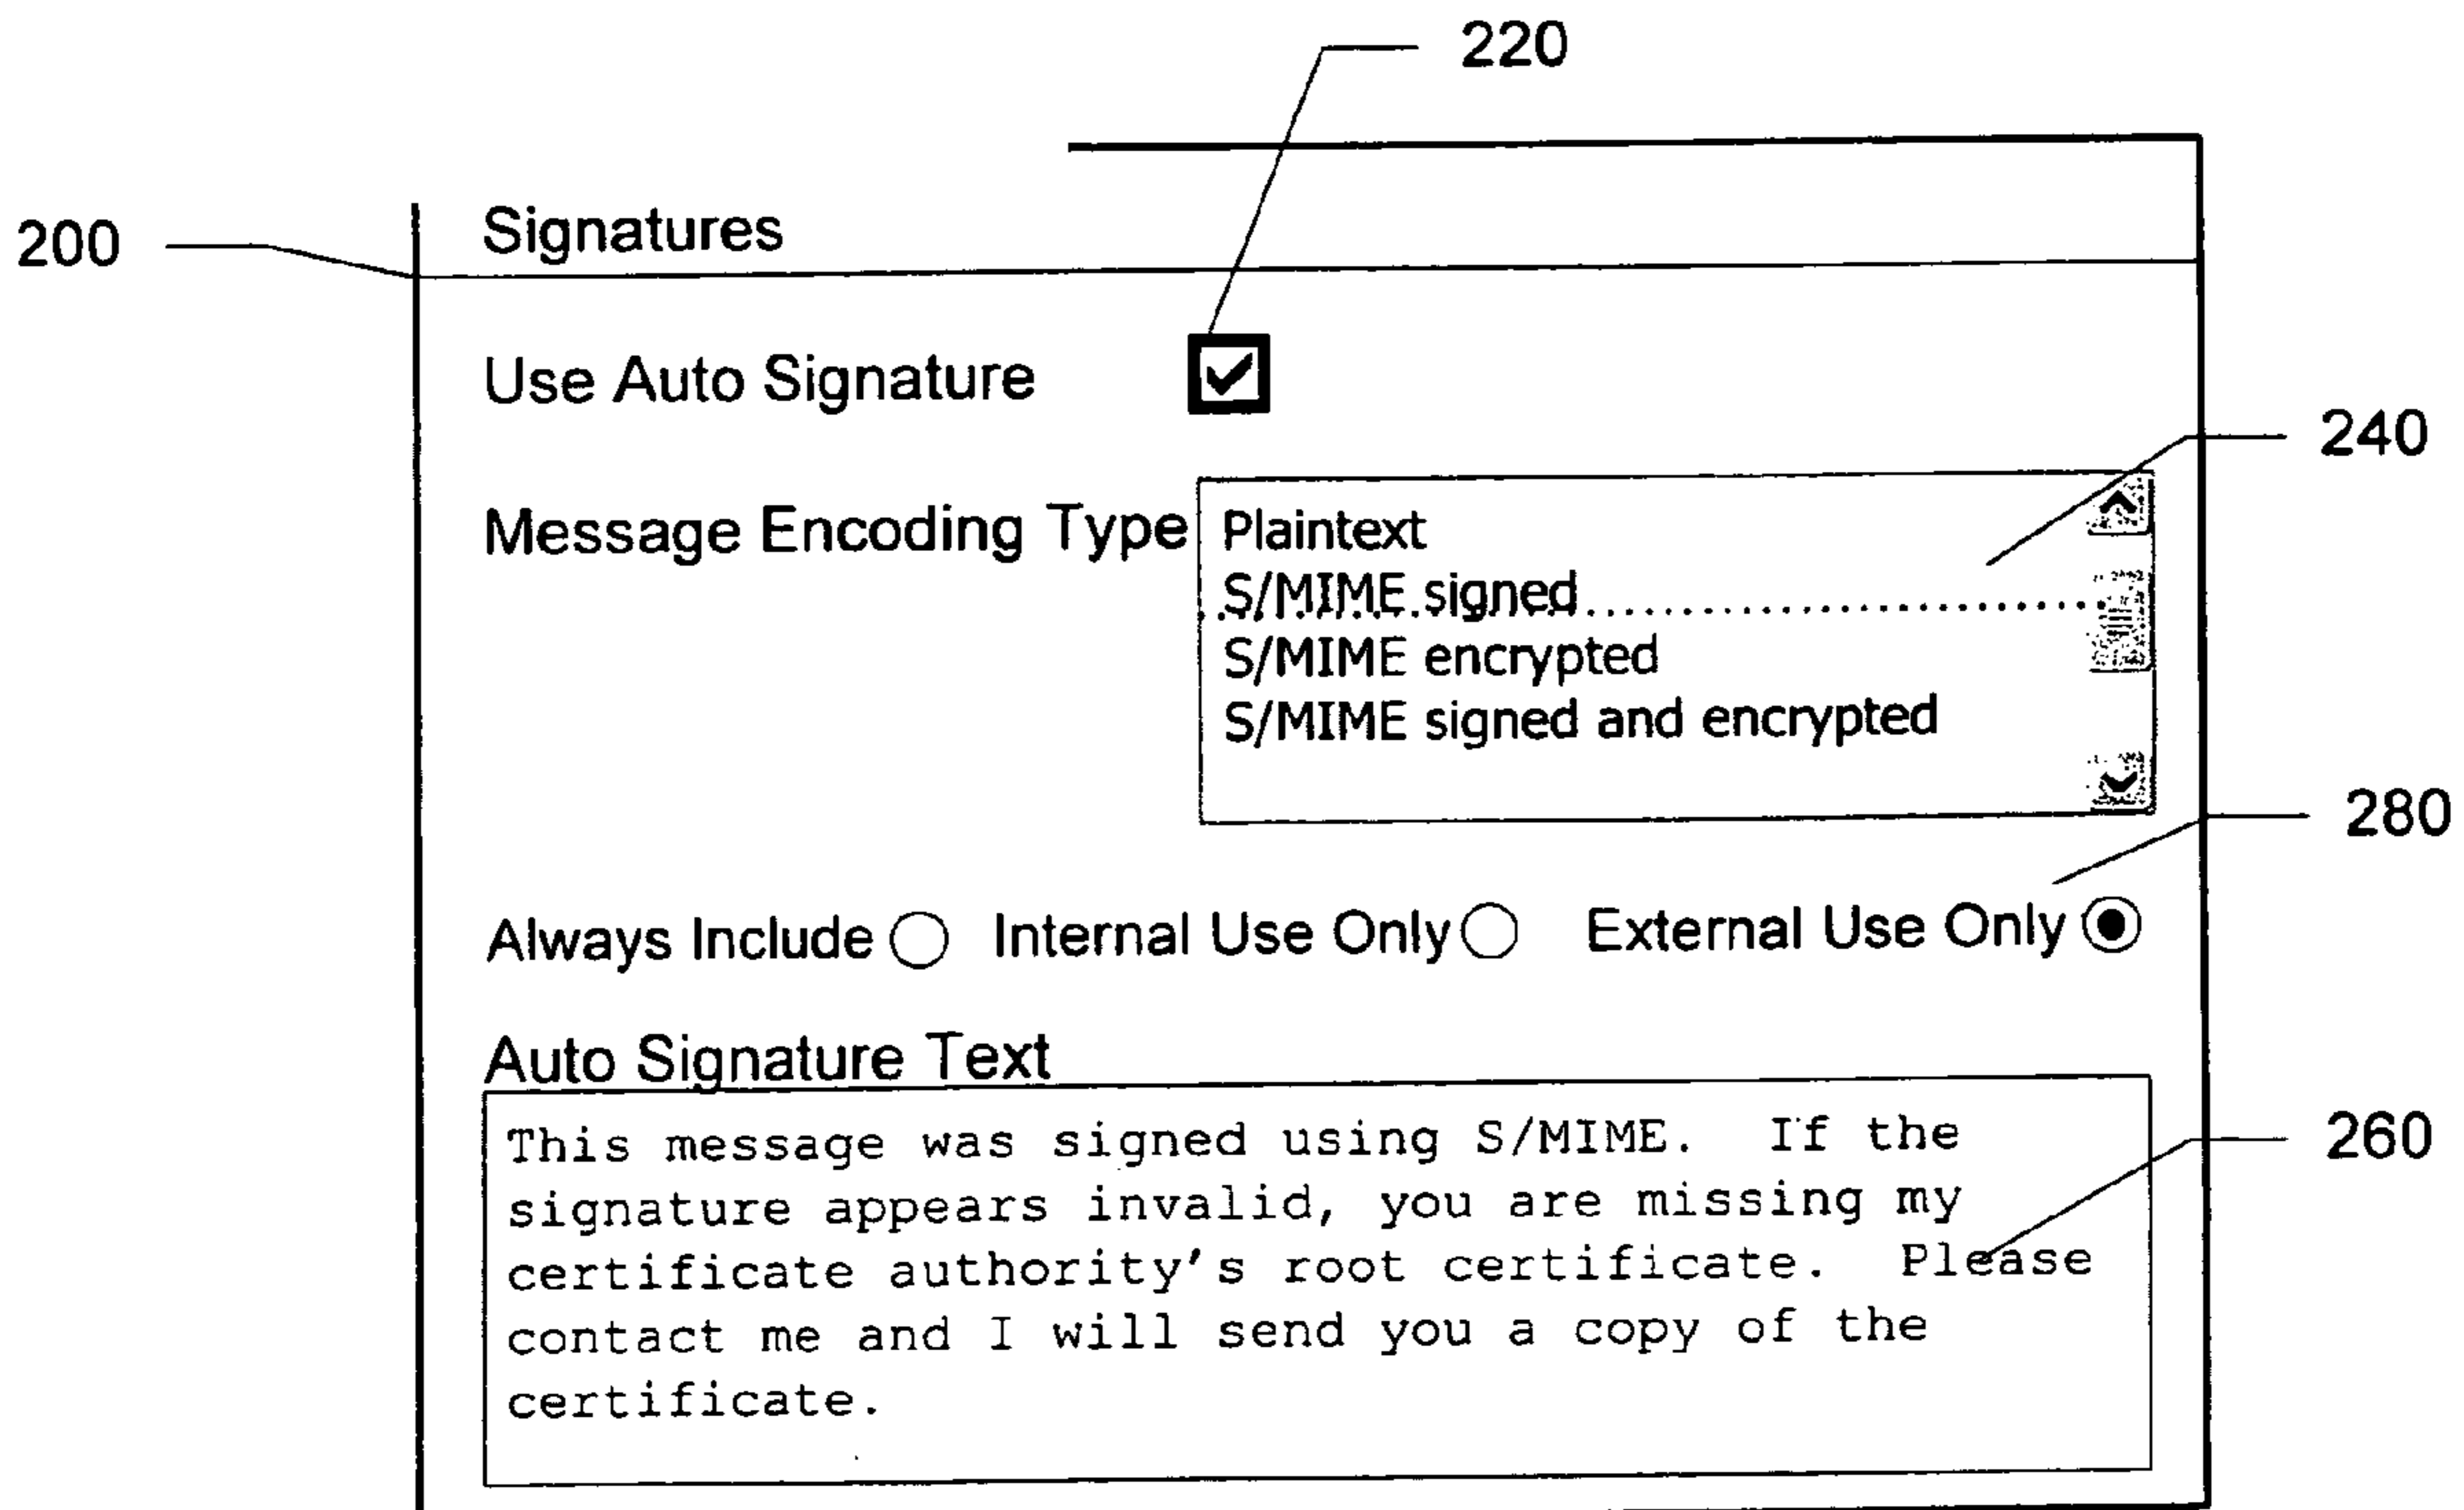 220
200
Signatures
Use Auto Signature
240
Message Encoding Type
Plaintext
S/MIME signed
S/MIME encrypted
S/MIME signed and encrypted
280
Always Include Internal Use Only External Use Only
Auto Signature Text
260
This message was signed using S/MIME. If the
signature appears invalid, you are missing my
certificate authority's root certificate. Please
contact me and I will send you a copy of the
certificate.